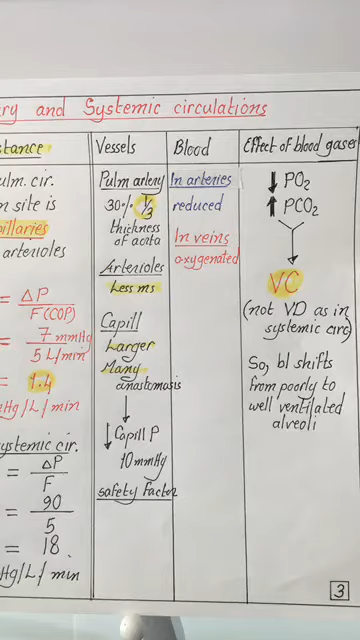 ry and Systemic circulations
tance
ulm. cir.
n site is
pillaries
arterioles
= ΔP
F(COP)
= 7 mmHg
5 L/min
= 1.4
Hg/L/min
ystemic cir.
= ΔP
F
= 90
5
= 18
Hg/L/min
Vessels
Pulm artery
30% 1/3
thickness
of aorta
Arterioles
Less ms
Capill
Larger
Many
anastomosis
↓ Capill P
10 mmHg
safety Factor
Blood
In arteries
reduced
In veins
oxygenated
Effect of blood gases
↓ PO2
↑ PCO2
VC
(not VD as in
systemic circ)
So, bl shifts
from poorly to
well ventilated
alveoli
3